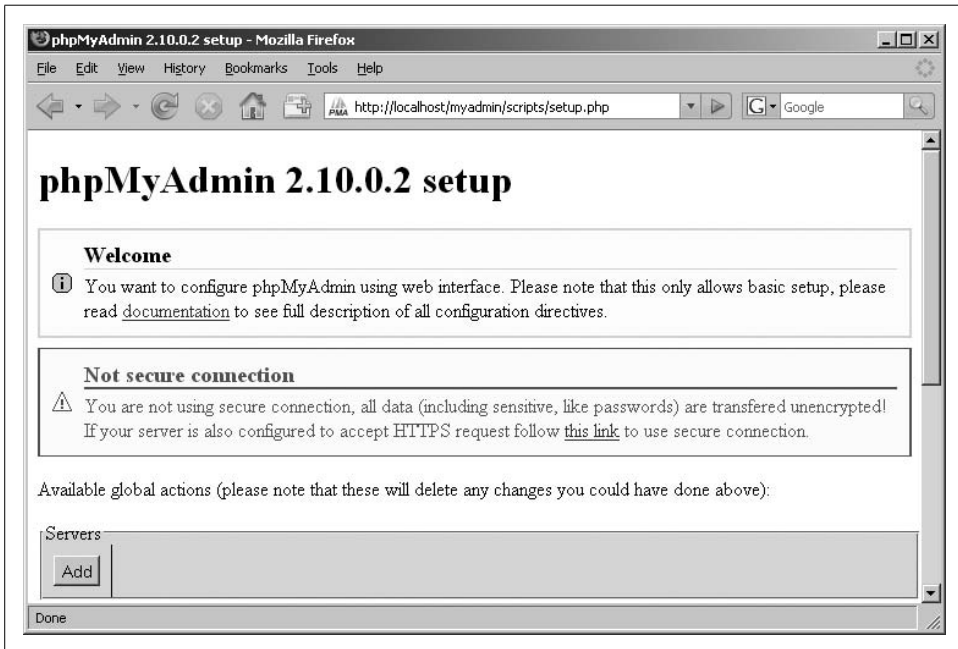 phpMyAdmin 2.10.0.2 setup - Mozilla Firefox
File Edit View History Bookmarks Tools Help
PMA http://localhost/myadmin/scripts/setup.php G Google
phpMyAdmin 2.10.0.2 setup
Welcome
You want to configure phpMyAdmin using web interface. Please note that this only allows basic setup, please
read documentation to see full description of all configuration directives.
Not secure connection
You are not using secure connection, all data (including sensitive, like passwords) are transfered unencrypted!
If your server is also configured to accept HTTPS request follow this link to use secure connection.
Available global actions (please note that these will delete any changes you could have done above):
Servers
Add
Done